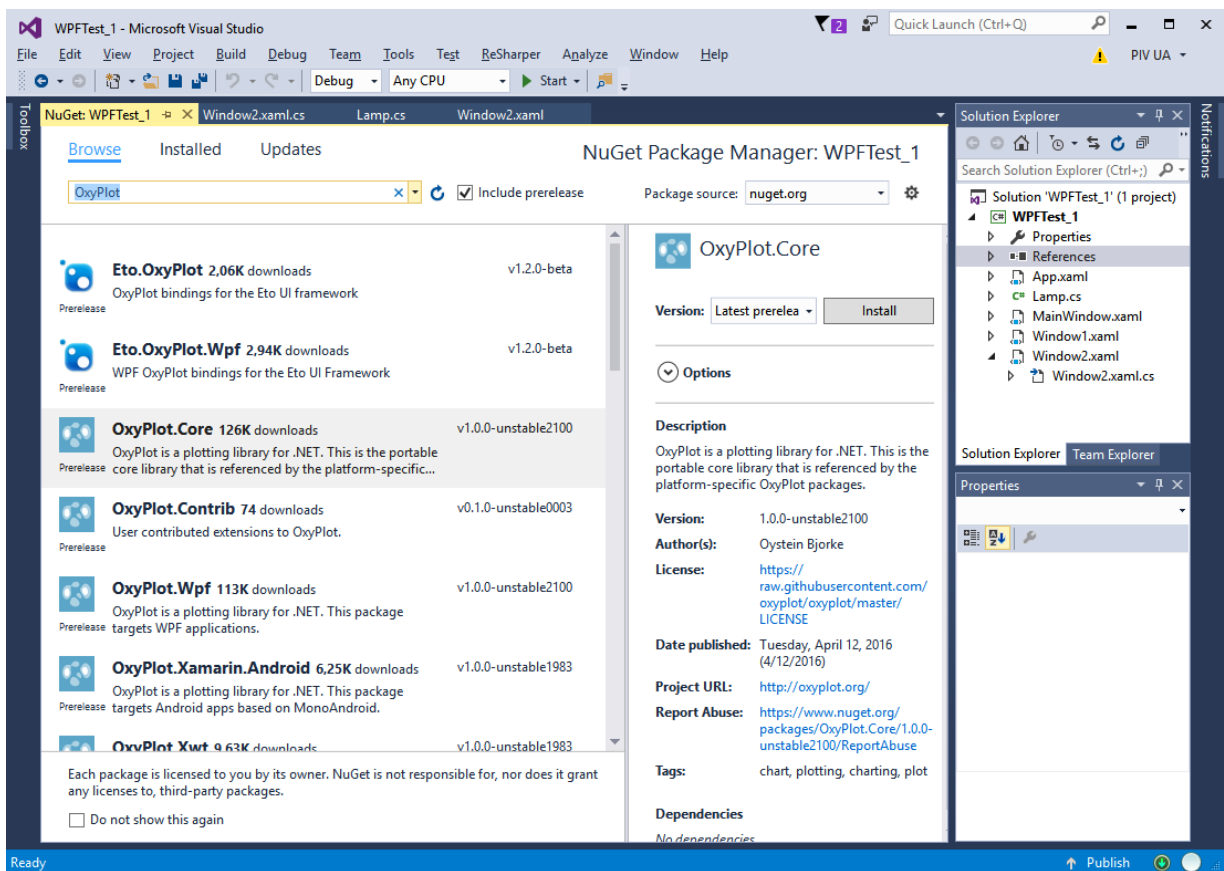 WPFTest_1 - Microsoft Visual Studio
2
Quick Launch (Ctrl+Q)
File Edit View Project Build Debug Team Tools Test ReSharper Analyze Window Help
PIV UA
Debug Any CPU Start
Toolbox
NuGet: WPFTest_1 Window2.xaml.cs Lamp.cs Window2.xaml
Browse Installed Updates
NuGet Package Manager: WPFTest_1
OxyPlot
Include prerelease
Package source: nuget.org
Eto.OxyPlot 2,06K downloads v1.2.0-beta
OxyPlot bindings for the Eto UI framework
Prerelease
Eto.OxyPlot.Wpf 2,94K downloads v1.2.0-beta
WPF OxyPlot bindings for the Eto UI Framework
Prerelease
OxyPlot.Core 126K downloads v1.0.0-unstable2100
OxyPlot is a plotting library for .NET. This is the portable
Prerelease core library that is referenced by the platform-specific...
OxyPlot.Contrib 74 downloads v0.1.0-unstable0003
User contributed extensions to OxyPlot.
Prerelease
OxyPlot.Wpf 113K downloads v1.0.0-unstable2100
OxyPlot is a plotting library for .NET. This package
Prerelease targets WPF applications.
OxyPlot.Xamarin.Android 6,25K downloads v1.0.0-unstable1983
OxyPlot is a plotting library for .NET. This package
Prerelease targets Android apps based on MonoAndroid.
OxyPlot.Xwt 9,63K downloads v1.0.0-unstable1983
Each package is licensed to you by its owner. NuGet is not responsible for, nor does it grant
any licenses to, third-party packages.
Do not show this again
OxyPlot.Core
Version: Latest prerelea Install
Options
Description
OxyPlot is a plotting library for .NET. This is the
portable core library that is referenced by the
platform-specific OxyPlot packages.
Version: 1.0.0-unstable2100
Author(s): Oystein Bjorke
License: https://
raw.githubusercontent.com/
oxyplot/oxyplot/master/
LICENSE
Date published: Tuesday, April 12, 2016
(4/12/2016)
Project URL: http://oxyplot.org/
Report Abuse: https://www.nuget.org/
packages/OxyPlot.Core/1.0.0-
unstable2100/ReportAbuse
Tags: chart, plotting, charting, plot
Dependencies
No dependencies
Solution Explorer
Search Solution Explorer (Ctrl+;)
Solution 'WPFTest_1' (1 project)
C# WPFTest_1
Properties
References
App.xaml
C# Lamp.cs
MainWindow.xaml
Window1.xaml
Window2.xaml
Window2.xaml.cs
Solution Explorer Team Explorer
Properties
Notifications
Ready
Publish